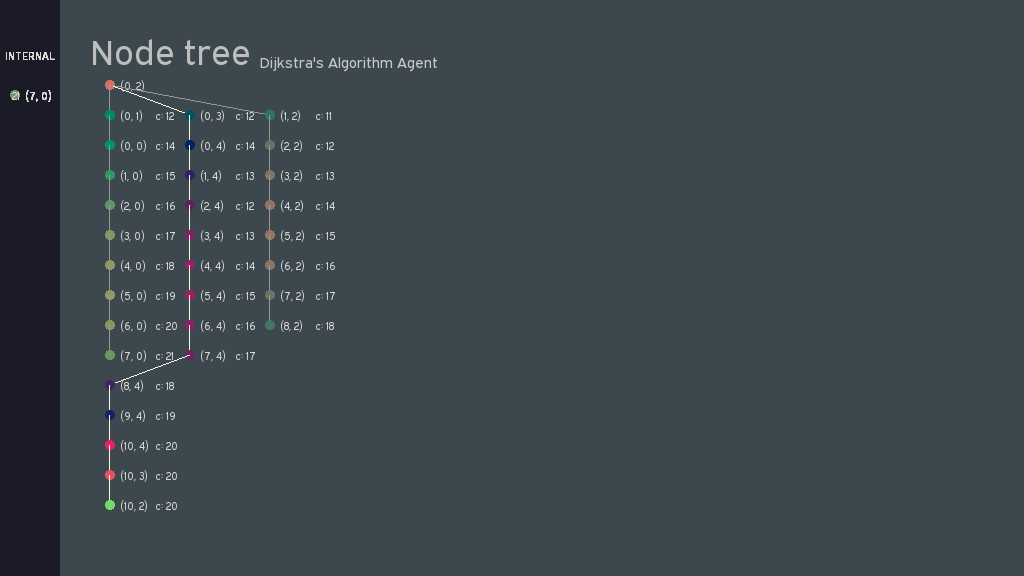 INTERNAL
(7, 0)
Node tree Dijkstra's Algorithm Agent
(0, 2)
(0, 1) c: 12 (0, 3) c: 12 (1, 2) c: 11
(0, 0) c: 14 (0, 4) c: 14 (2, 2) c: 12
(1, 0) c: 15 (1, 4) c: 13 (3, 2) c: 13
(2, 0) c: 16 (2, 4) c: 12 (4, 2) c: 14
(3, 0) c: 17 (3, 4) c: 13 (5, 2) c: 15
(4, 0) c: 18 (4, 4) c: 14 (6, 2) c: 16
(5, 0) c: 19 (5, 4) c: 15 (7, 2) c: 17
(6, 0) c: 20 (6, 4) c: 16 (8, 2) c: 18
(7, 0) c: 21 (7, 4) c: 17
(8, 4) c: 18
(9, 4) c: 19
(10, 4) c: 20
(10, 3) c: 20
(10, 2) c: 20